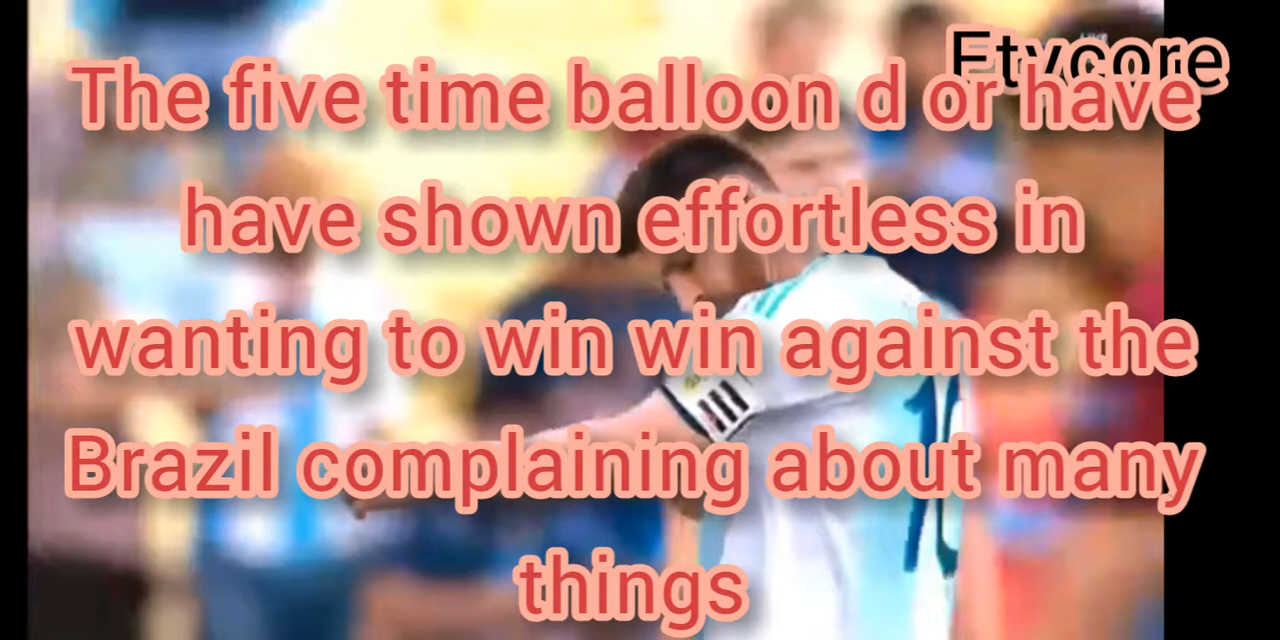 Etycore
The five time balloon d or have
have shown effortless in
wanting to win win against the
Brazil complaining about many
things
10